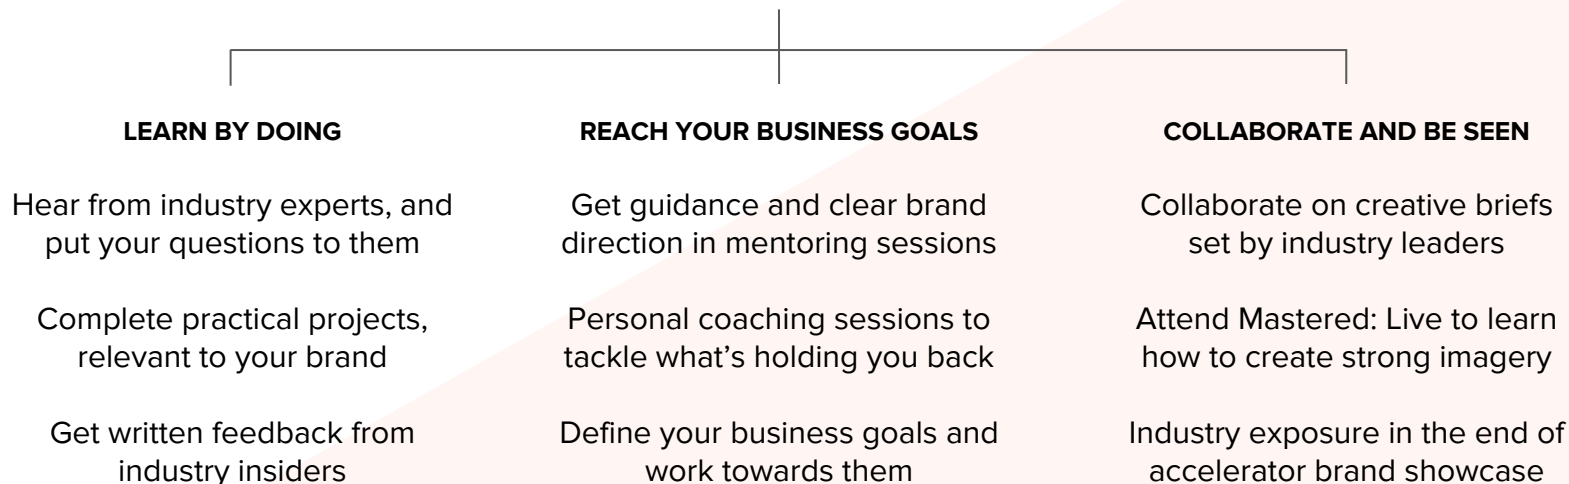 LEARN BY DOING
Hear from industry experts, and
put your questions to them
Complete practical projects,
relevant to your brand
Get written feedback from
industry insiders
REACH YOUR BUSINESS GOALS
Get guidance and clear brand
direction in mentoring sessions
Personal coaching sessions to
tackle what’s holding you back
Define your business goals and
work towards them
COLLABORATE AND BE SEEN
Collaborate on creative briefs
set by industry leaders
Attend Mastered: Live to learn
how to create strong imagery
Industry exposure in the end of
accelerator brand showcase